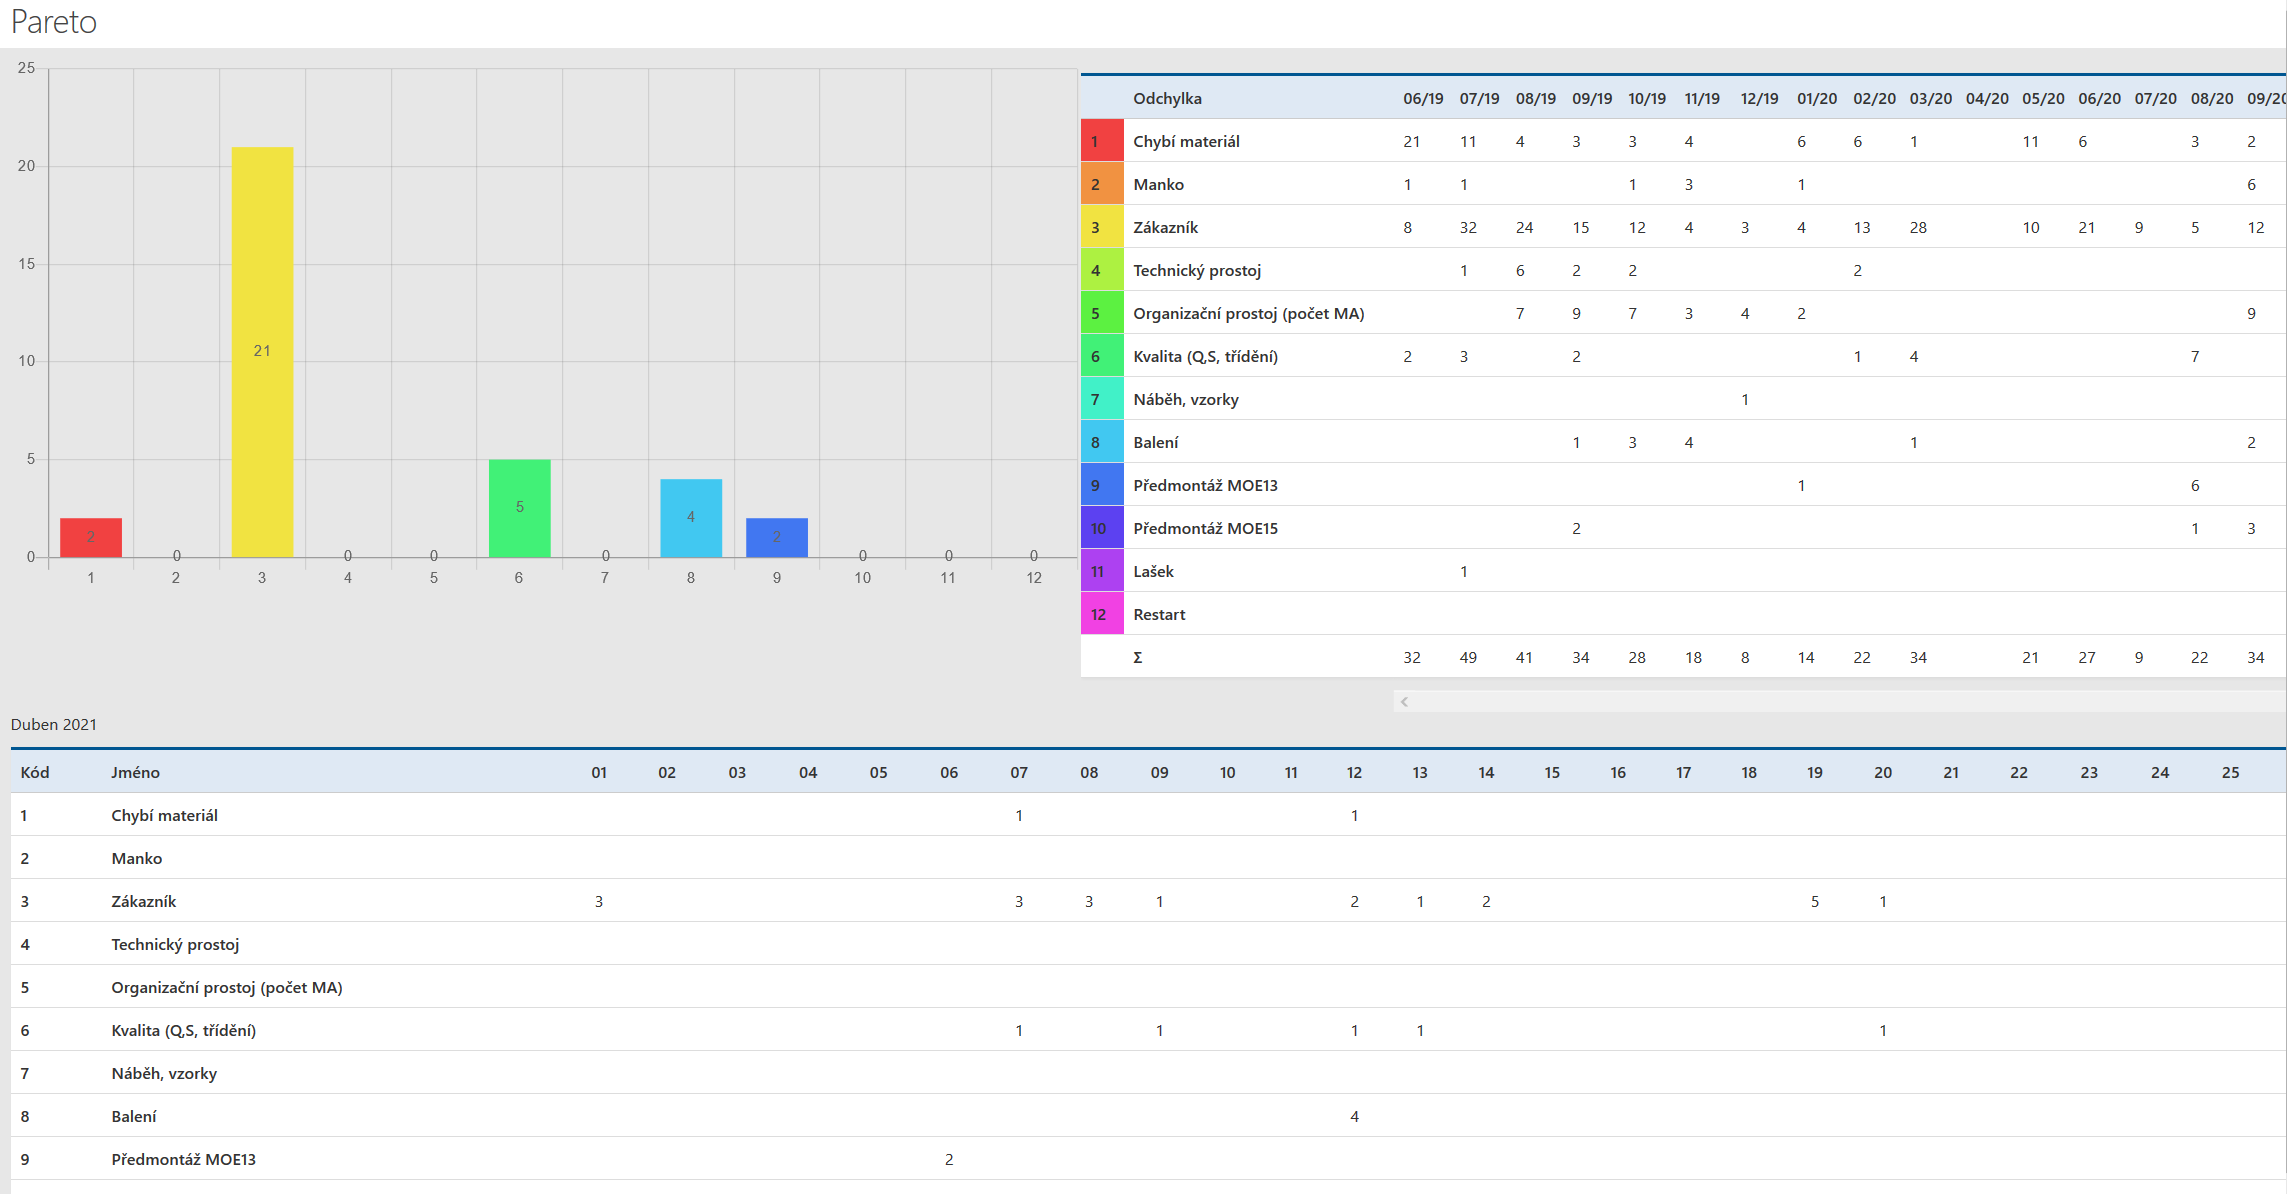 Pareto
25
20
15
10
5
0
2
0
21
0
0
5
0
4
2
0
0
0
1 2 3 4 5 6 7 8 9 10 11 12
Odchylka 06/19 07/19 08/19 09/19 10/19 11/19 12/19 01/20 02/20 03/20 04/20 05/20 06/20 07/20 08/20 09/20
1 Chybí materiál 21 11 4 3 3 4 6 6 1 11 6 3 2
2 Manko 1 1 1 3 1 6
3 Zákazník 8 32 24 15 12 4 3 4 13 28 10 21 9 5 12
4 Technický prostoj 1 6 2 2 2
5 Organizační prostoj (počet MA) 7 9 7 3 4 2 9
6 Kvalita (Q,S, třídění) 2 3 2 1 4 7
7 Náběh, vzorky 1
8 Balení 1 3 4 1 2
9 Předmontáž MOE13 1 6
10 Předmontáž MOE15 2 1 3
11 Lašek 1
12 Restart
Σ 32 49 41 34 28 18 8 14 22 34 21 27 9 22 34
Duben 2021
Kód Jméno 01 02 03 04 05 06 07 08 09 10 11 12 13 14 15 16 17 18 19 20 21 22 23 24 25
1 Chybí materiál 1 1
2 Manko
3 Zákazník 3 3 3 1 2 1 2 5 1
4 Technický prostoj
5 Organizační prostoj (počet MA)
6 Kvalita (Q,S, třídění) 1 1 1 1 1
7 Náběh, vzorky
8 Balení 4
9 Předmontáž MOE13 2